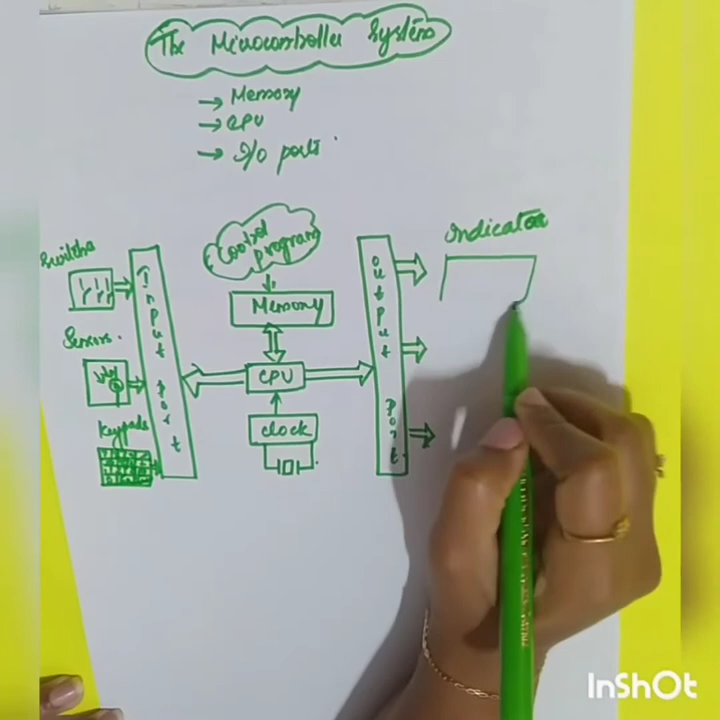 The Microcontroller System
→ Memory
→ CPU
→ I/O ports
Indicator
Switches
Control program
Input port
output port
Memory
Sensors.
CPU
Keypads
clock
InShOt